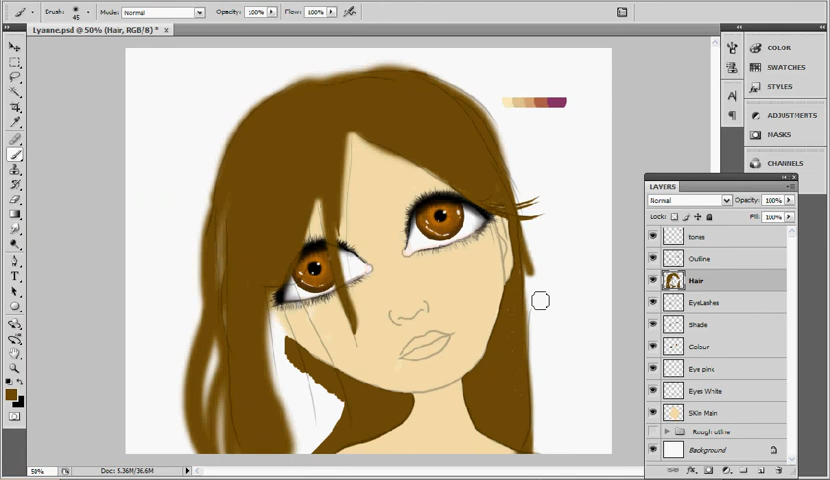 Brush: 45 Mode: Normal Opacity: 100% Flow: 100%
Lyanne.psd @ 50% (Hair, RGB/8) * x
COLOR
SWATCHES
STYLES
ADJUSTMENTS
MASKS
CHANNELS
LAYERS
Normal Opacity: 100%
Lock: Fill: 100%
tones
Outline
Hair
EyeLashes
Shade
Colour
Eye pink
Eyes White
SKin Main
Rough outline
Background
50% Doc: 5.36M/36.6M